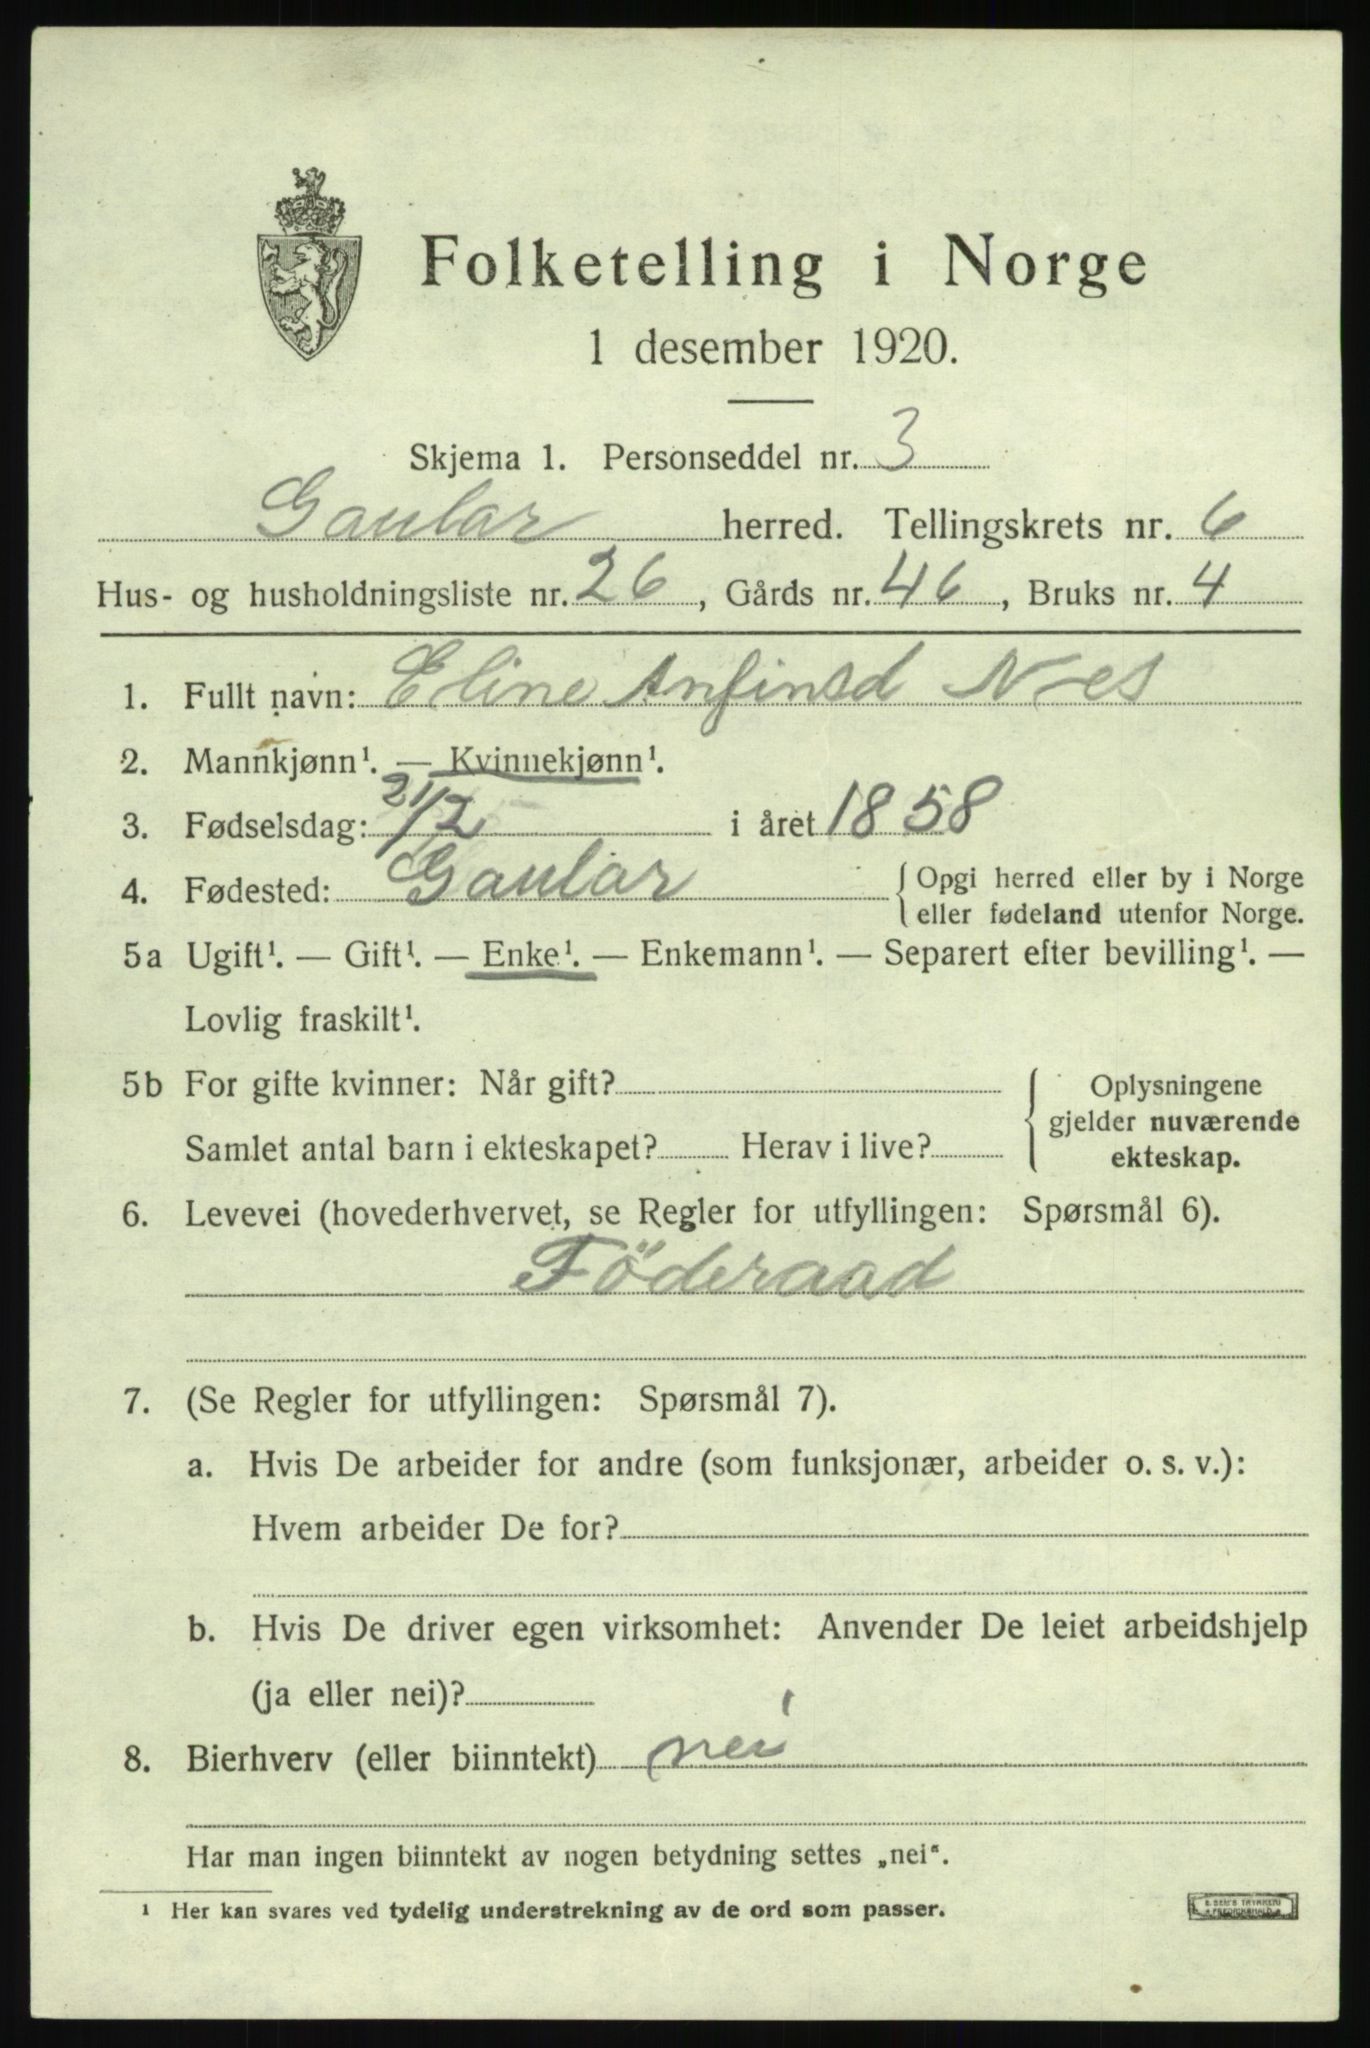 Folketelling i Norge
1 desember 1920.
Skjema 1. Personseddel nr. 3
Gaular herred. Tellingskrets nr. 6
Hus- og husholdningsliste nr. 26, Gårds nr. 46, Bruks nr. 4
1. Fullt navn: Eline Anfinsd Nes
2. Mannkjønn¹. — Kvinnekjønn¹.
3. Fødselsdag: 21/2 i året 1858
4. Fødested: Gaular { Opgi herred eller by i Norge
eller fødeland utenfor Norge.
5a Ugift¹. — Gift¹. — Enke¹. — Enkemann¹. — Separert efter bevilling¹. —
Lovlig fraskilt¹.
5b For gifte kvinner: Når gift?
Samlet antal barn i ekteskapet? Herav i live?
{ Oplysningene
gjelder nuværende
ekteskap.
6. Levevei (hovederhvervet, se Regler for utfyllingen: Spørsmål 6).
Föderaad
7. (Se Regler for utfyllingen: Spørsmål 7).
a. Hvis De arbeider for andre (som funksjonær, arbeider o. s. v.):
Hvem arbeider De for?
b. Hvis De driver egen virksomhet: Anvender De leiet arbeidshjelp
(ja eller nei)?
8. Bierhverv (eller biinntekt) nei
Har man ingen biinntekt av nogen betydning settes „nei“.
¹ Her kan svares ved tydelig understrekning av de ord som passer.
TRYKKERI
FREDRIKSHALD